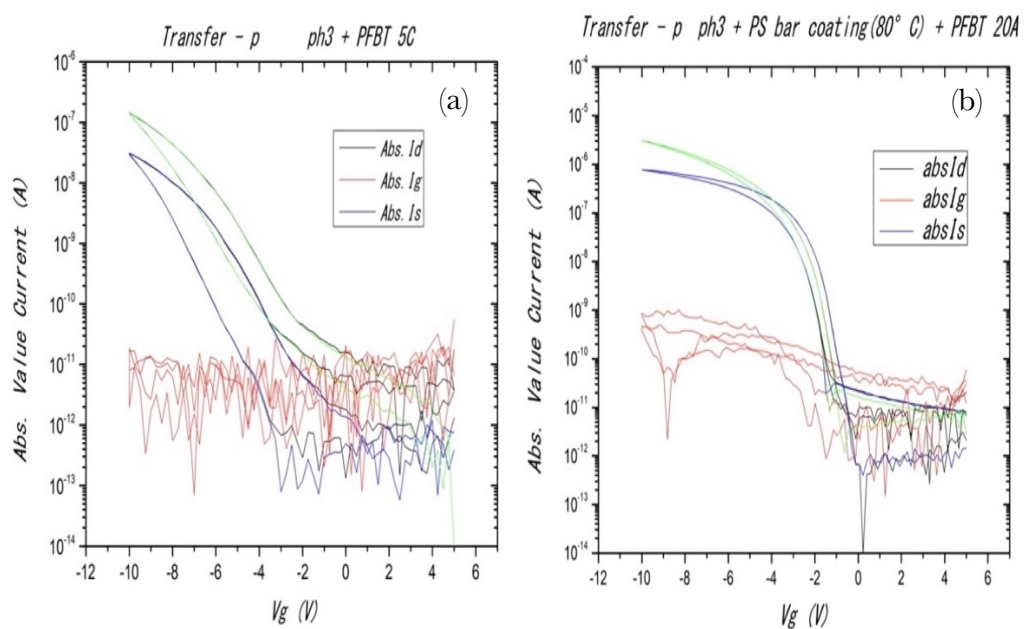 Transfer - p ph3 + PFBT 5C
(a)
Abs. Value Current (A)
10^-6
10^-7
10^-8
10^-9
10^-10
10^-11
10^-12
10^-13
10^-14
Abs. Id
Abs. Ig
Abs. Is
-12 -10 -8 -6 -4 -2 0 2 4 6 8
Vg (V)
Transfer - p ph3 + PS bar coating(80° C) + PFBT 20A
(b)
Abs. Value Current (A)
10^-4
10^-5
10^-6
10^-7
10^-8
10^-9
10^-10
10^-11
10^-12
10^-13
10^-14
absId
absIg
absIs
-12 -10 -8 -6 -4 -2 0 2 4 6
Vg (V)